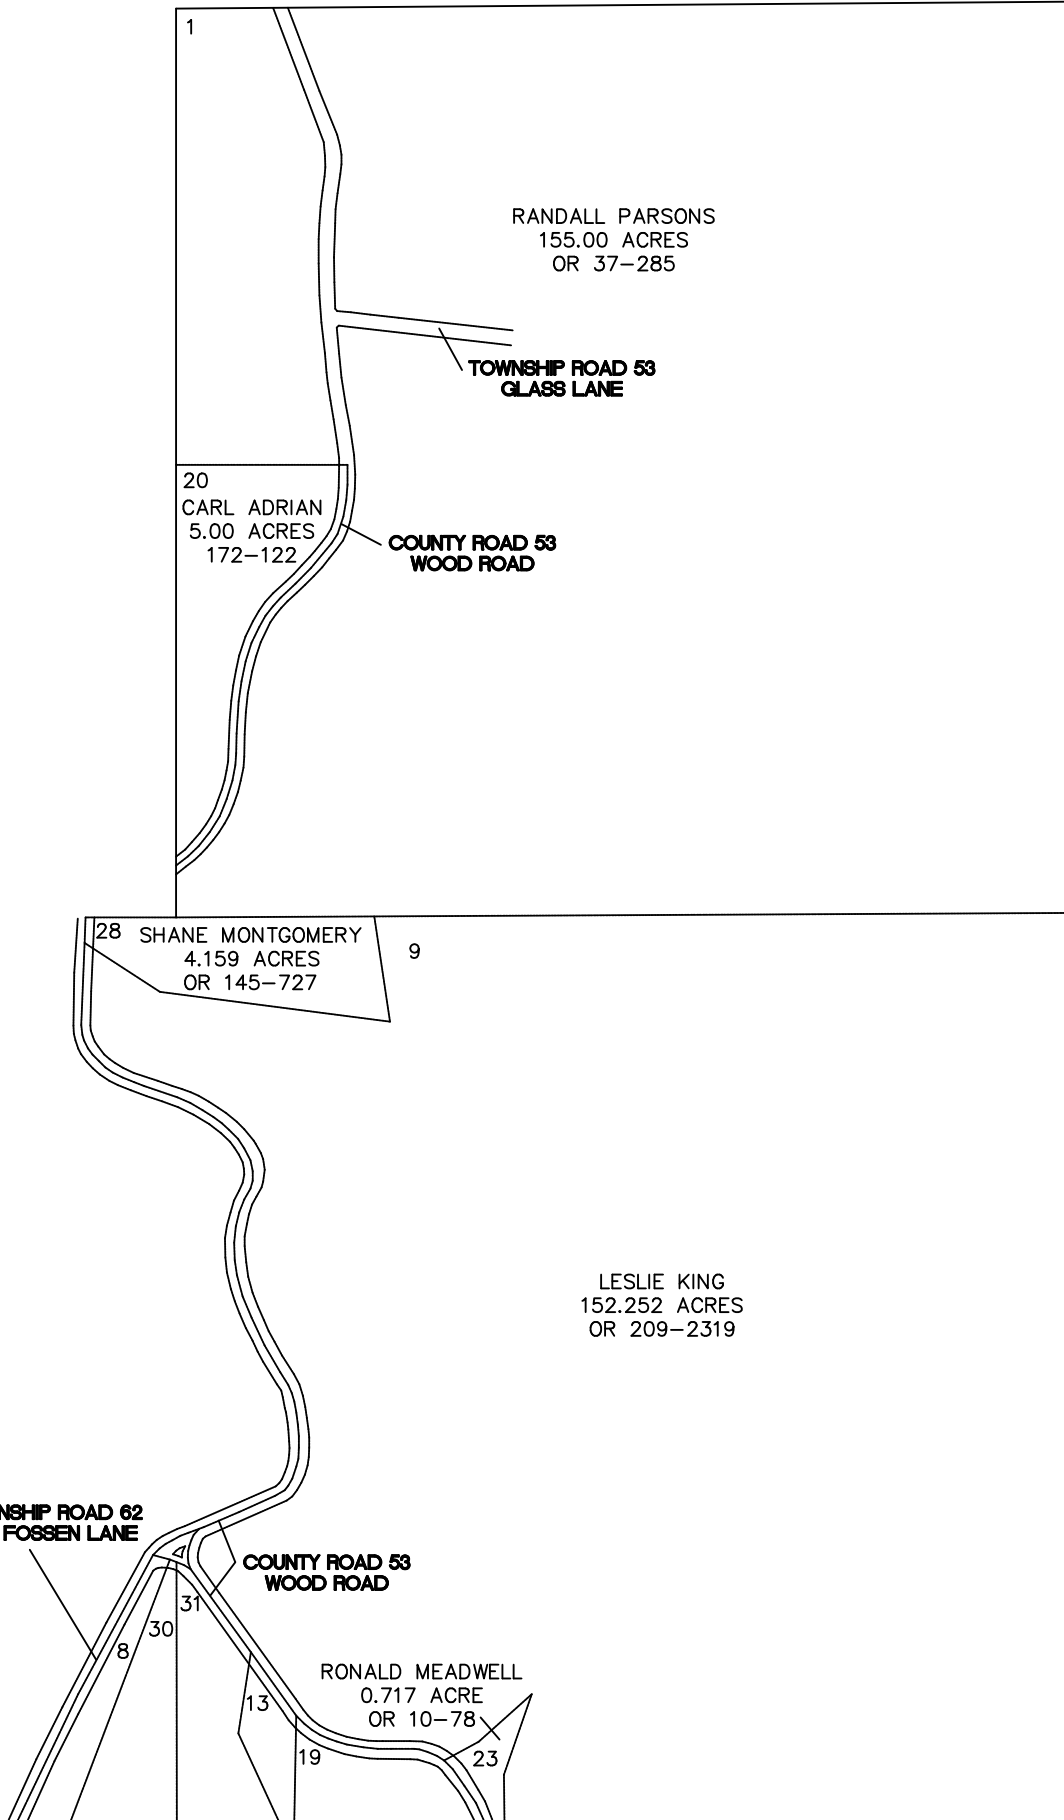 1
RANDALL PARSONS
155.00 ACRES
OR 37-285
TOWNSHIP ROAD 53
GLASS LANE
20
CARL ADRIAN
5.00 ACRES
172-122
COUNTY ROAD 53
WOOD ROAD
28
SHANE MONTGOMERY
4.159 ACRES
OR 145-727
9
LESLIE KING
152.252 ACRES
OR 209-2319
NSHIP ROAD 62
FOSSEN LANE
COUNTY ROAD 53
WOOD ROAD
31
30
8
RONALD MEADWELL
0.717 ACRE
OR 10-78
13
19
23